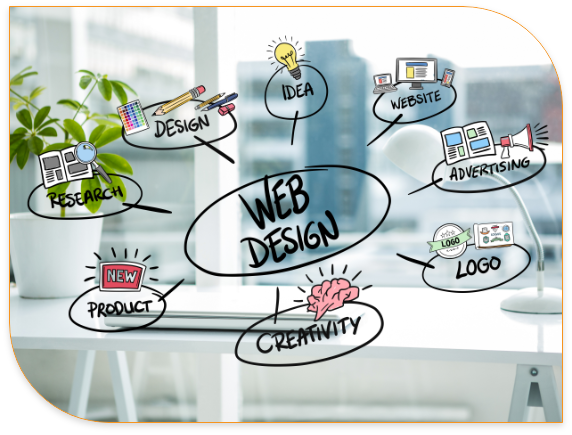 IDEA
WEBSITE
DESIGN
ADVERTISING
RESEARCH
WEB
DESIGN
LOGO
LOGO
NEW
PRODUCT
CREATIVITY